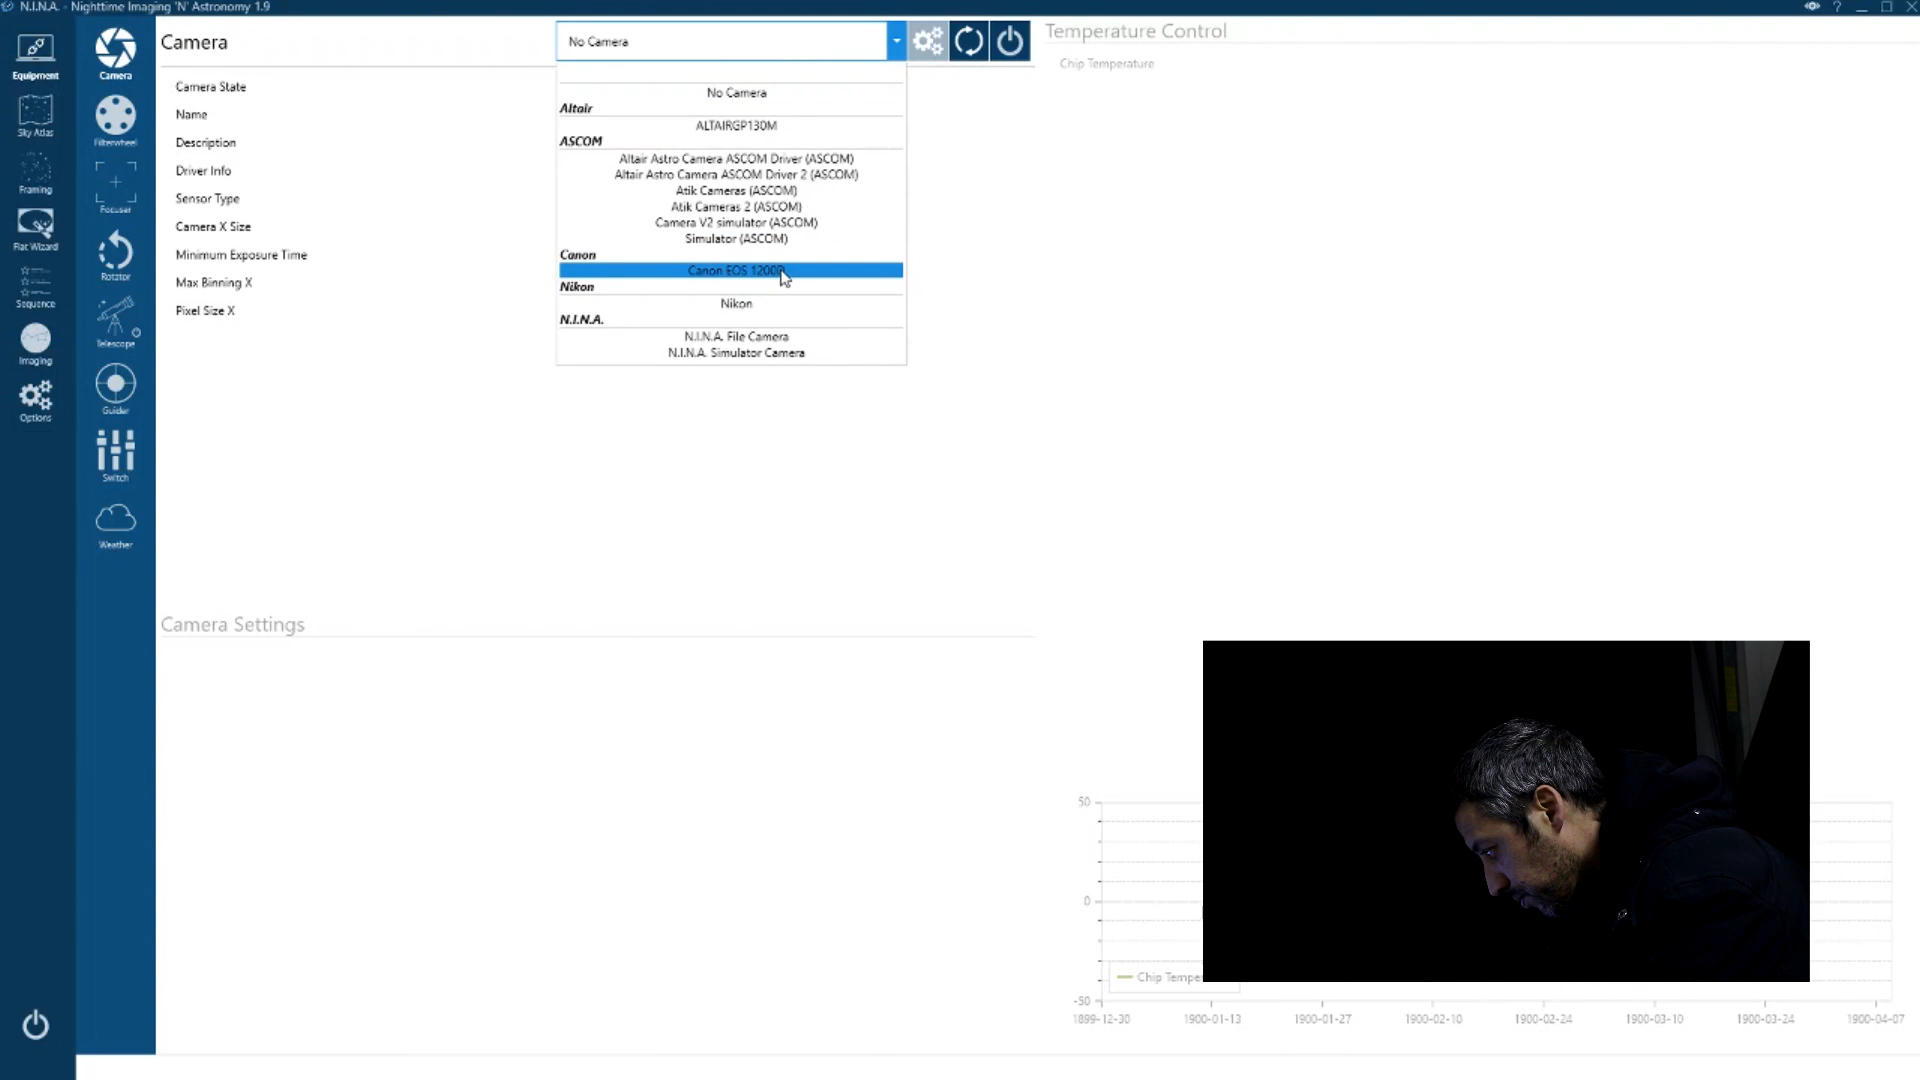 N.I.N.A. - Nighttime Imaging 'N' Astronomy 1.9
Equipment
Sky Atlas
Framing
Flat Wizard
Sequence
Imaging
Options
Camera
Filterwheel
Focuser
Rotator
Telescope
Guider
Switch
Weather
Camera
No Camera
Camera State
Name
Description
Driver Info
Sensor Type
Camera X Size
Minimum Exposure Time
Max Binning X
Pixel Size X
No Camera
Altair
ALTAIRGP130M
ASCOM
Altair Astro Camera ASCOM Driver (ASCOM)
Altair Astro Camera ASCOM Driver 2 (ASCOM)
Atik Cameras (ASCOM)
Atik Cameras 2 (ASCOM)
Camera V2 simulator (ASCOM)
Simulator (ASCOM)
Canon
Canon EOS 1200D
Nikon
Nikon
N.I.N.A.
N.I.N.A. File Camera
N.I.N.A. Simulator Camera
Camera Settings
Temperature Control
Chip Temperature
50
0
-50
Chip Tempe
1899-12-30 1900-01-13 1900-01-27 1900-02-10 1900-02-24 1900-03-10 1900-03-24 1900-04-07